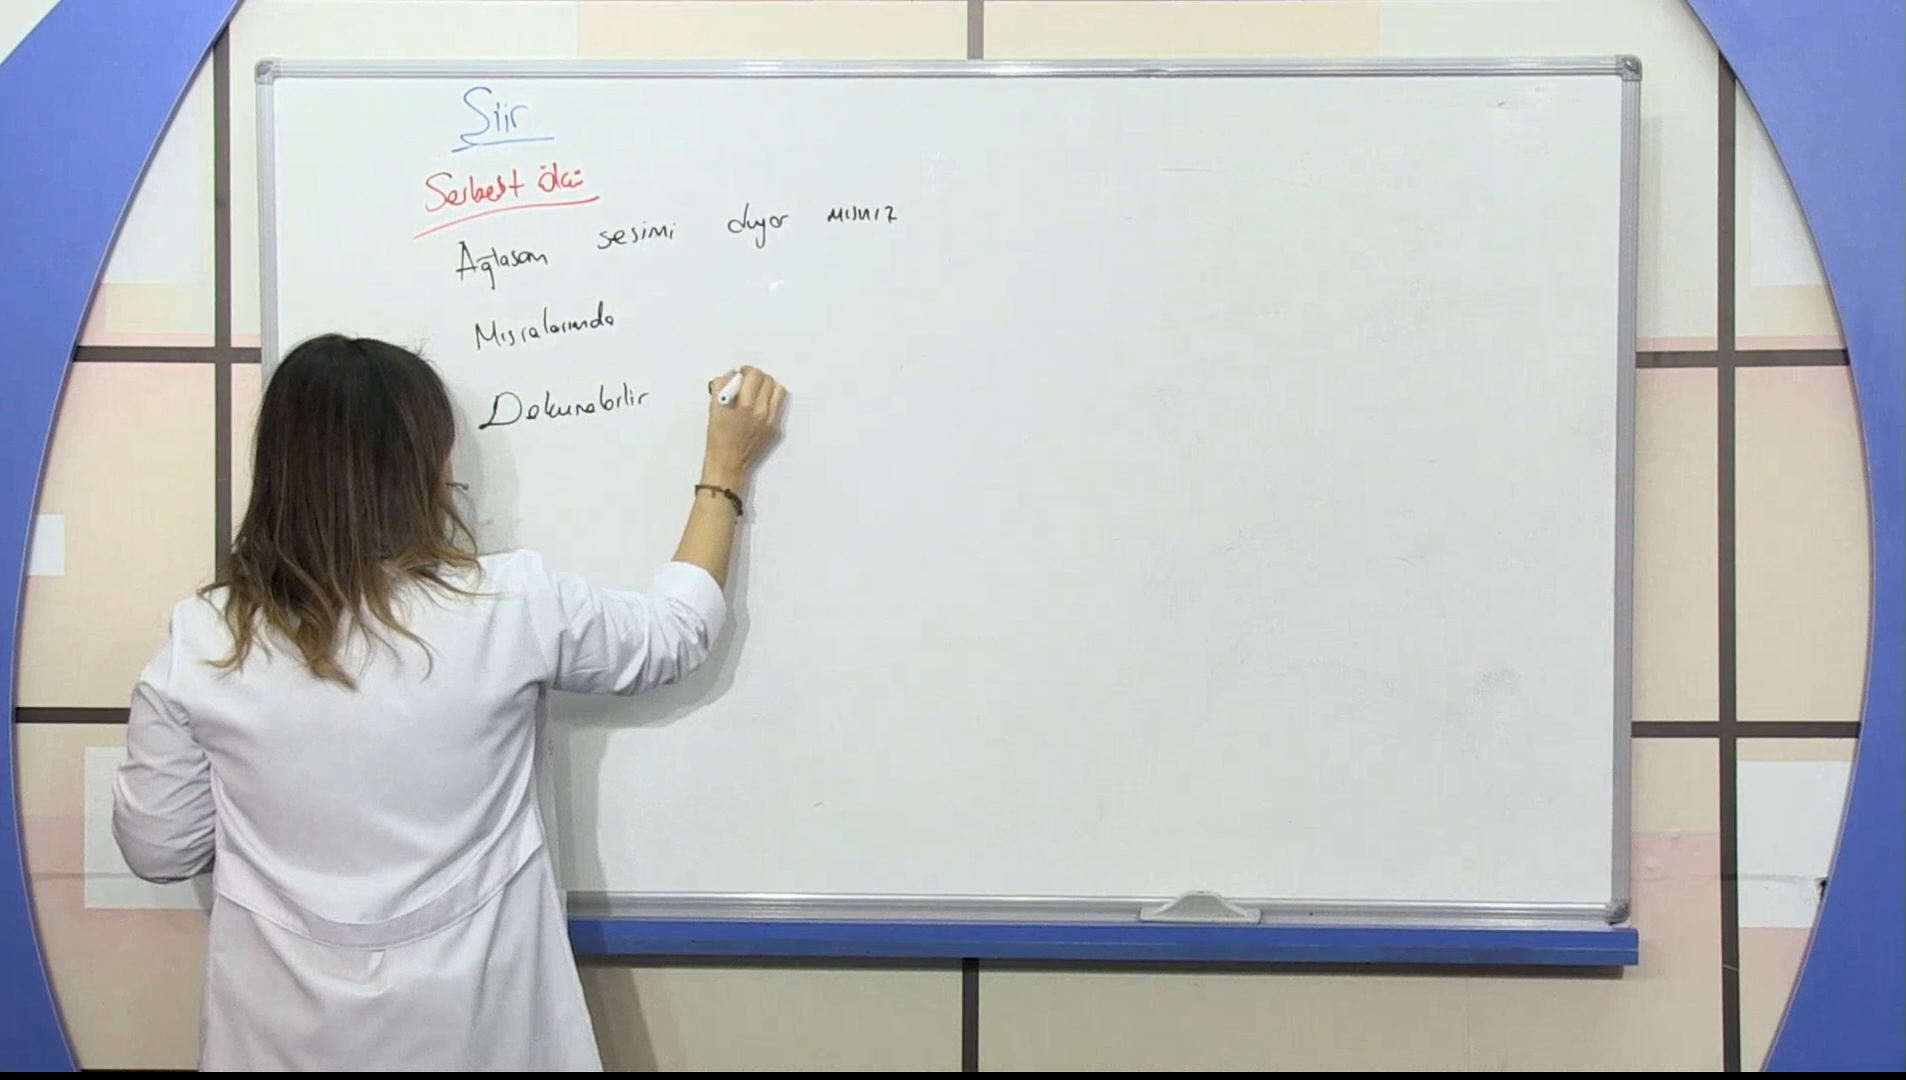 Şiir
Serbest ölçü
Ağlasam sesimi duyar mısınız
Mısralarımda
Dokunabilir